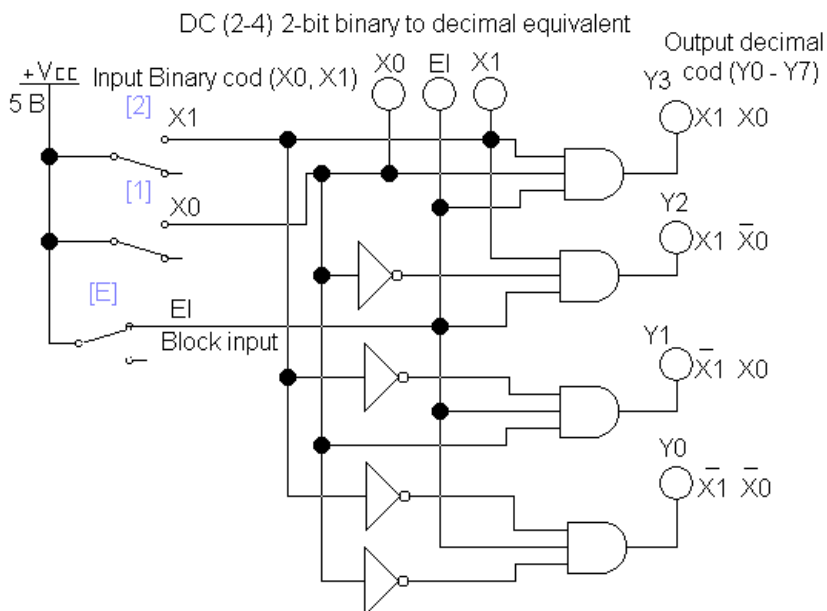 DC (2-4) 2-bit binary to decimal equivalent
+VCC
5 В
Input Binary cod (X0, X1)
X0
EI
X1
Output decimal
cod (Y0 - Y7)
[2]
X1
[1]
X0
[E]
EI
Block input
Y3
X1 X0
Y2
X1 X̅0
Y1
X̅1 X0
Y0
X̅1 X̅0